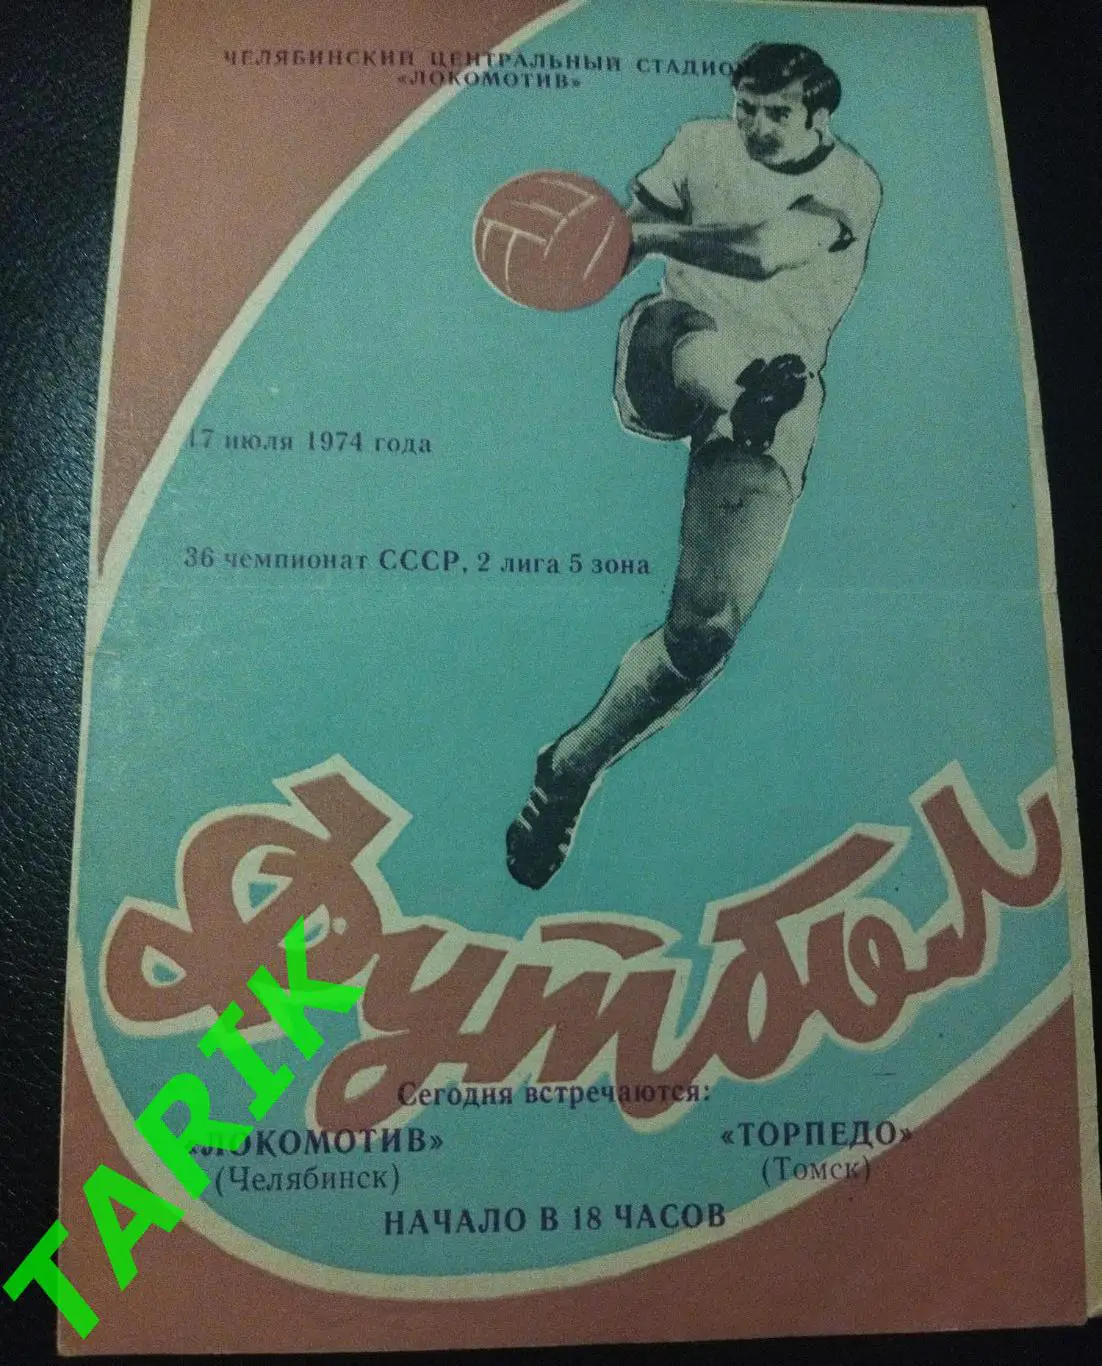 ЧЕЛЯБИНСКИЙ ЦЕНТРАЛЬНЫЙ СТАДИОН
«ЛОКОМОТИВ»
17 июля 1974 года
36 чемпионат СССР, 2 лига 5 зона
Футбол
Сегодня встречаются:
«ЛОКОМОТИВ» «ТОРПЕДО»
(Челябинск) (Томск)
НАЧАЛО В 18 ЧАСОВ
TARIK